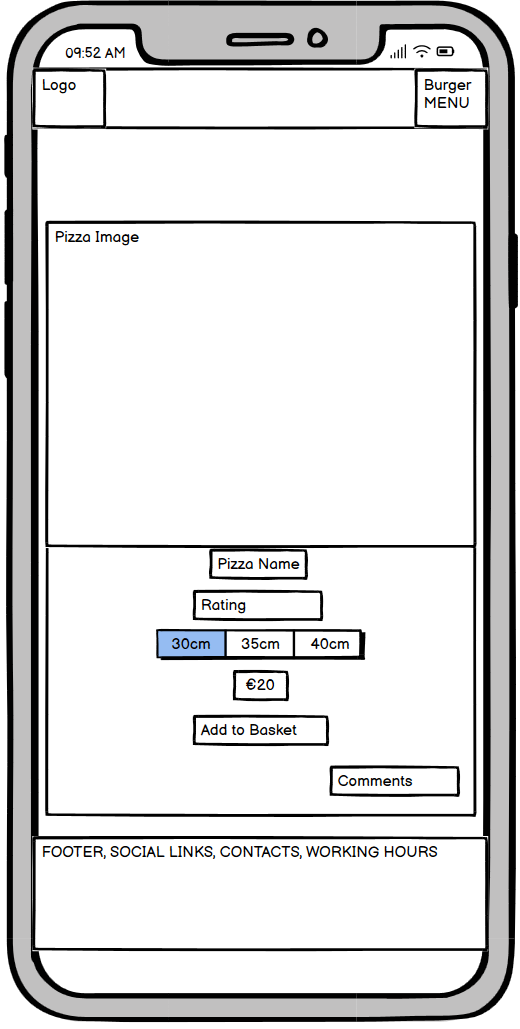 09:52 AM
Logo
Burger
MENU
Pizza Image
Pizza Name
Rating
30cm 35cm 40cm
€20
Add to Basket
Comments
FOOTER, SOCIAL LINKS, CONTACTS, WORKING HOURS